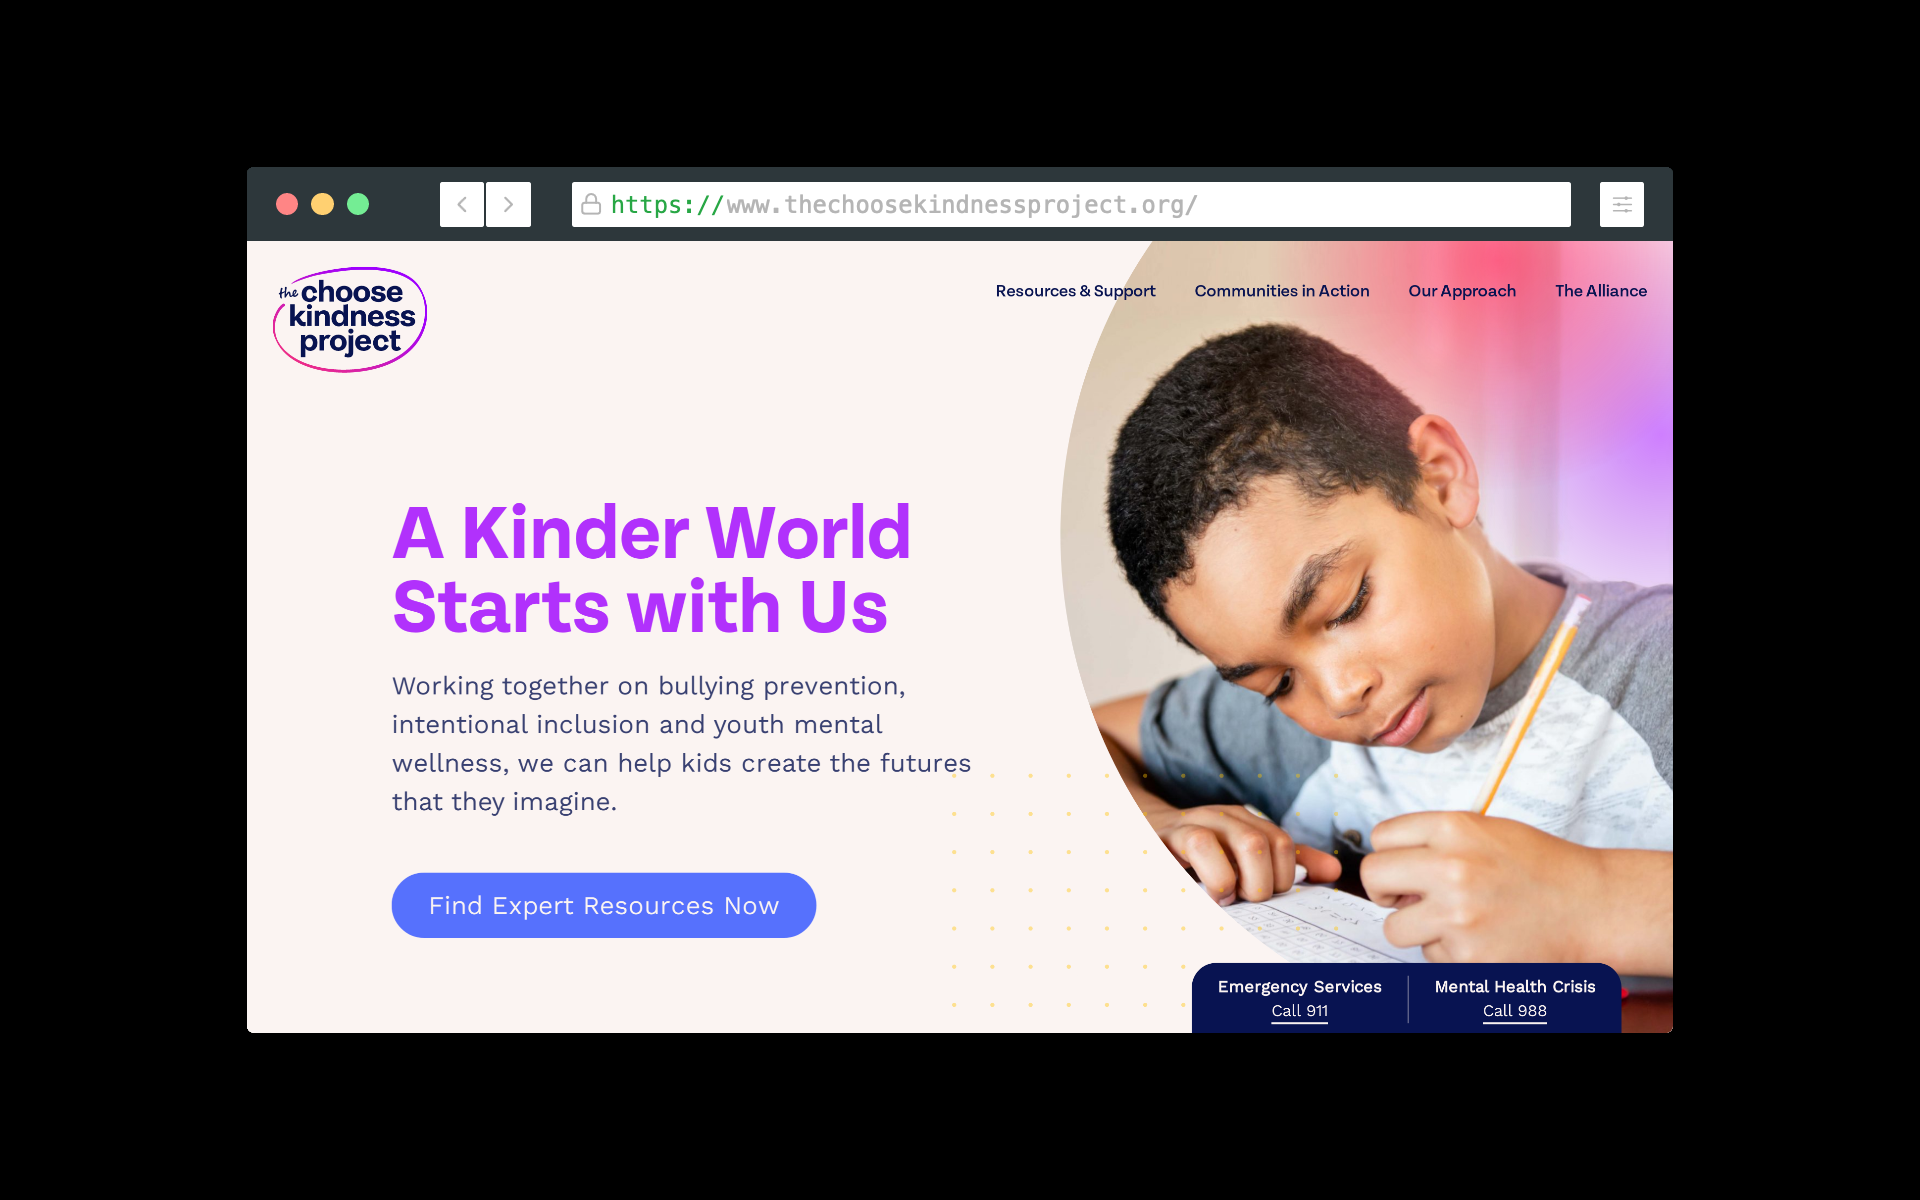 https://www.thechoosekindnessproject.org/
the choose
kindness
project
Resources & Support
Communities in Action
Our Approach
The Alliance
A Kinder World
Starts with Us
Working together on bullying prevention,
intentional inclusion and youth mental
wellness, we can help kids create the futures
that they imagine.
Find Expert Resources Now
Emergency Services
Call 911
Mental Health Crisis
Call 988